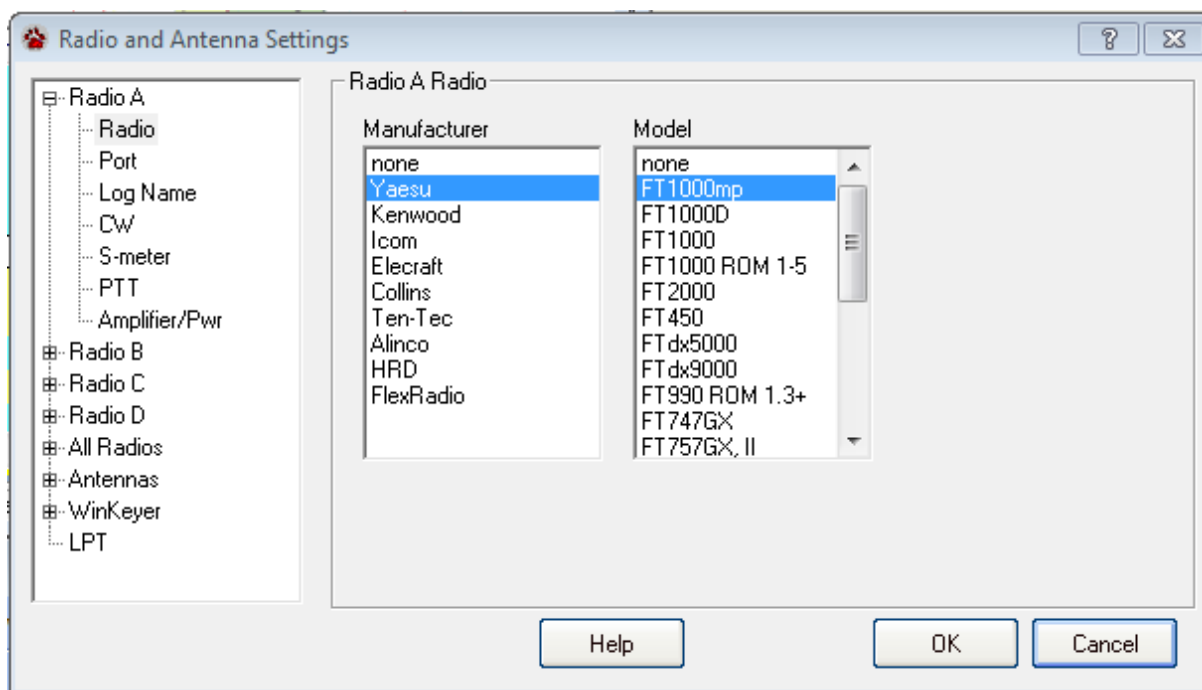 Radio and Antenna Settings
Radio A
Radio
Port
Log Name
CW
S-meter
PTT
Amplifier/Pwr
Radio B
Radio C
Radio D
All Radios
Antennas
WinKeyer
LPT
Radio A Radio
Manufacturer
none
Yaesu
Kenwood
Icom
Elecraft
Collins
Ten-Tec
Alinco
HRD
FlexRadio
Model
none
FT1000mp
FT1000D
FT1000
FT1000 ROM 1-5
FT2000
FT450
FTdx5000
FTdx9000
FT990 ROM 1.3+
FT747GX
FT757GX, II
Help
OK
Cancel